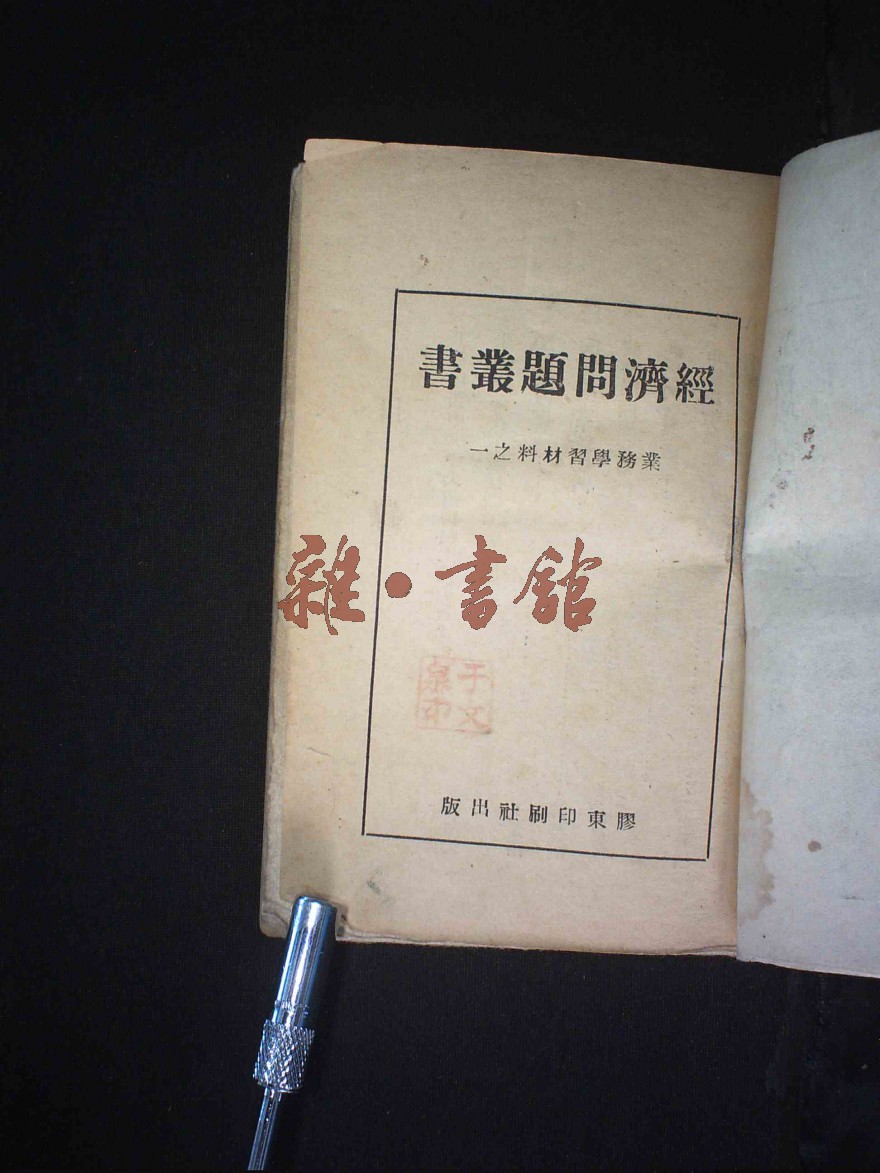 經濟問題叢書
業務學習材料之一
雜·書館
于文
泉印
膠東印刷社出版